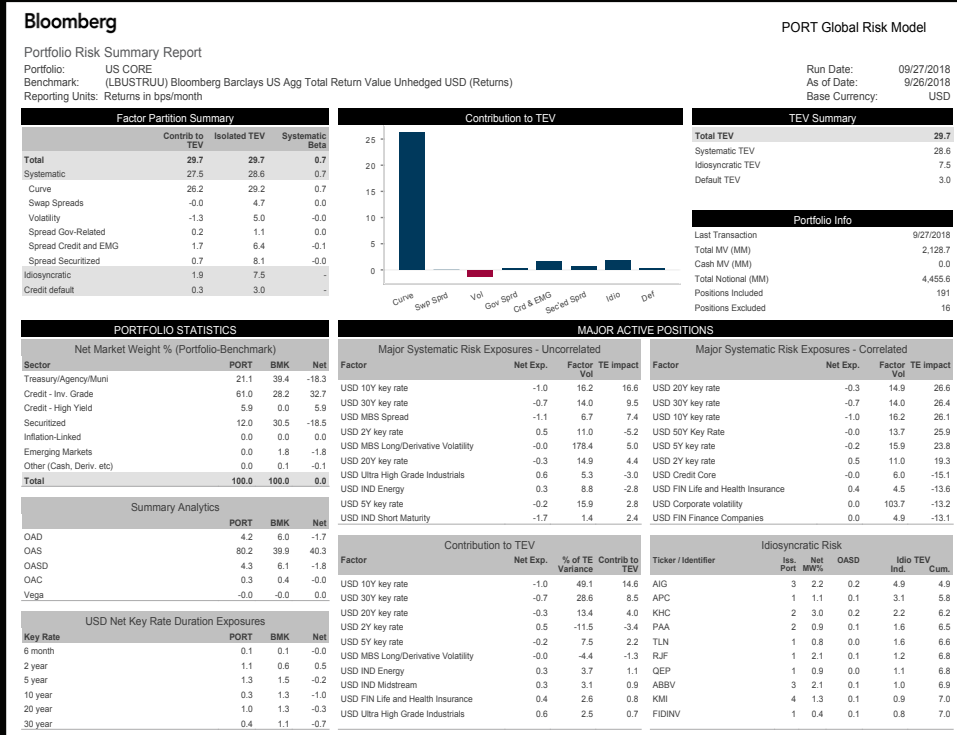 Bloomberg
PORT Global Risk Model
Portfolio Risk Summary Report
Portfolio: US CORE
Benchmark: (LBUSTRUU) Bloomberg Barclays US Agg Total Return Value Unhedged USD (Returns)
Reporting Units: Returns in bps/month
Run Date: 09/27/2018
As of Date: 9/26/2018
Base Currency: USD
Factor Partition Summary
Contrib to TEV Isolated TEV Systematic Beta
Total 29.7 29.7 0.7
Systematic 27.5 28.6 0.7
Curve 26.2 29.2 0.7
Swap Spreads -0.0 4.7 0.0
Volatility -1.3 5.0 -0.0
Spread Gov-Related 0.2 1.1 0.0
Spread Credit and EMG 1.7 6.4 -0.1
Spread Securitized 0.7 8.1 -0.0
Idiosyncratic 1.9 7.5 -
Credit default 0.3 3.0 -
Contribution to TEV
25
20
15
10
5
0
Curve Swp Sprd Vol Gov Sprd Crd & EMG Sec'ed Sprd Idio Def
TEV Summary
Total TEV 29.7
Systematic TEV 28.6
Idiosyncratic TEV 7.5
Default TEV 3.0
Portfolio Info
Last Transaction 9/27/2018
Total MV (MM) 2,128.7
Cash MV (MM) 0.0
Total Notional (MM) 4,455.6
Positions Included 191
Positions Excluded 16
PORTFOLIO STATISTICS
Net Market Weight % (Portfolio-Benchmark)
Sector PORT BMK Net
Treasury/Agency/Muni 21.1 39.4 -18.3
Credit - Inv. Grade 61.0 28.2 32.7
Credit - High Yield 5.9 0.0 5.9
Securitized 12.0 30.5 -18.5
Inflation-Linked 0.0 0.0 0.0
Emerging Markets 0.0 1.8 -1.8
Other (Cash, Deriv. etc) 0.0 0.1 -0.1
Total 100.0 100.0 0.0
Summary Analytics
PORT BMK Net
OAD 4.2 6.0 -1.7
OAS 80.2 39.9 40.3
OASD 4.3 6.1 -1.8
OAC 0.3 0.4 -0.0
Vega -0.0 -0.0 0.0
USD Net Key Rate Duration Exposures
Key Rate PORT BMK Net
6 month 0.1 0.1 -0.0
2 year 1.1 0.6 0.5
5 year 1.3 1.5 -0.2
10 year 0.3 1.3 -1.0
20 year 1.0 1.3 -0.3
30 year 0.4 1.1 -0.7
MAJOR ACTIVE POSITIONS
Major Systematic Risk Exposures - Uncorrelated
Factor Net Exp. Factor Vol TE impact
USD 10Y key rate -1.0 16.2 16.6
USD 30Y key rate -0.7 14.0 9.5
USD MBS Spread -1.1 6.7 7.4
USD 2Y key rate 0.5 11.0 -5.2
USD MBS Long/Derivative Volatility -0.0 178.4 5.0
USD 20Y key rate -0.3 14.9 4.4
USD Ultra High Grade Industrials 0.6 5.3 -3.0
USD IND Energy 0.3 8.8 -2.8
USD 5Y key rate -0.2 15.9 2.8
USD IND Short Maturity -1.7 1.4 2.4
Major Systematic Risk Exposures - Correlated
Factor Net Exp. Factor Vol TE impact
USD 20Y key rate -0.3 14.9 26.6
USD 30Y key rate -0.7 14.0 26.4
USD 10Y key rate -1.0 16.2 26.1
USD 50Y Key Rate -0.0 13.7 25.9
USD 5Y key rate -0.2 15.9 23.8
USD 2Y key rate 0.5 11.0 19.3
USD Credit Core -0.0 6.0 -15.1
USD FIN Life and Health Insurance 0.4 4.5 -13.6
USD Corporate volatility 0.0 103.7 -13.2
USD FIN Finance Companies 0.0 4.9 -13.1
Contribution to TEV
Factor Net Exp. % of TE Variance Contrib to TEV
USD 10Y key rate -1.0 49.1 14.6
USD 30Y key rate -0.7 28.6 8.5
USD 20Y key rate -0.3 13.4 4.0
USD 2Y key rate 0.5 -11.5 -3.4
USD 5Y key rate -0.2 7.5 2.2
USD MBS Long/Derivative Volatility -0.0 -4.4 -1.3
USD IND Energy 0.3 3.7 1.1
USD IND Midstream 0.3 3.1 0.9
USD FIN Life and Health Insurance 0.4 2.6 0.8
USD Ultra High Grade Industrials 0.6 2.5 0.7
Idiosyncratic Risk
Ticker / Identifier Iss. Port Net MW% OASD Idio TEV Ind. Cum.
AIG 3 2.2 0.2 4.9 4.9
APC 1 1.1 0.1 3.1 5.8
KHC 2 3.0 0.2 2.2 6.2
PAA 2 0.9 0.1 1.6 6.5
TLN 1 0.8 0.0 1.6 6.6
RJF 1 2.1 0.1 1.2 6.8
QEP 1 0.9 0.0 1.1 6.8
ABBV 3 2.1 0.1 1.0 6.9
KMI 4 1.3 0.1 0.9 7.0
FIDINV 1 0.4 0.1 0.8 7.0